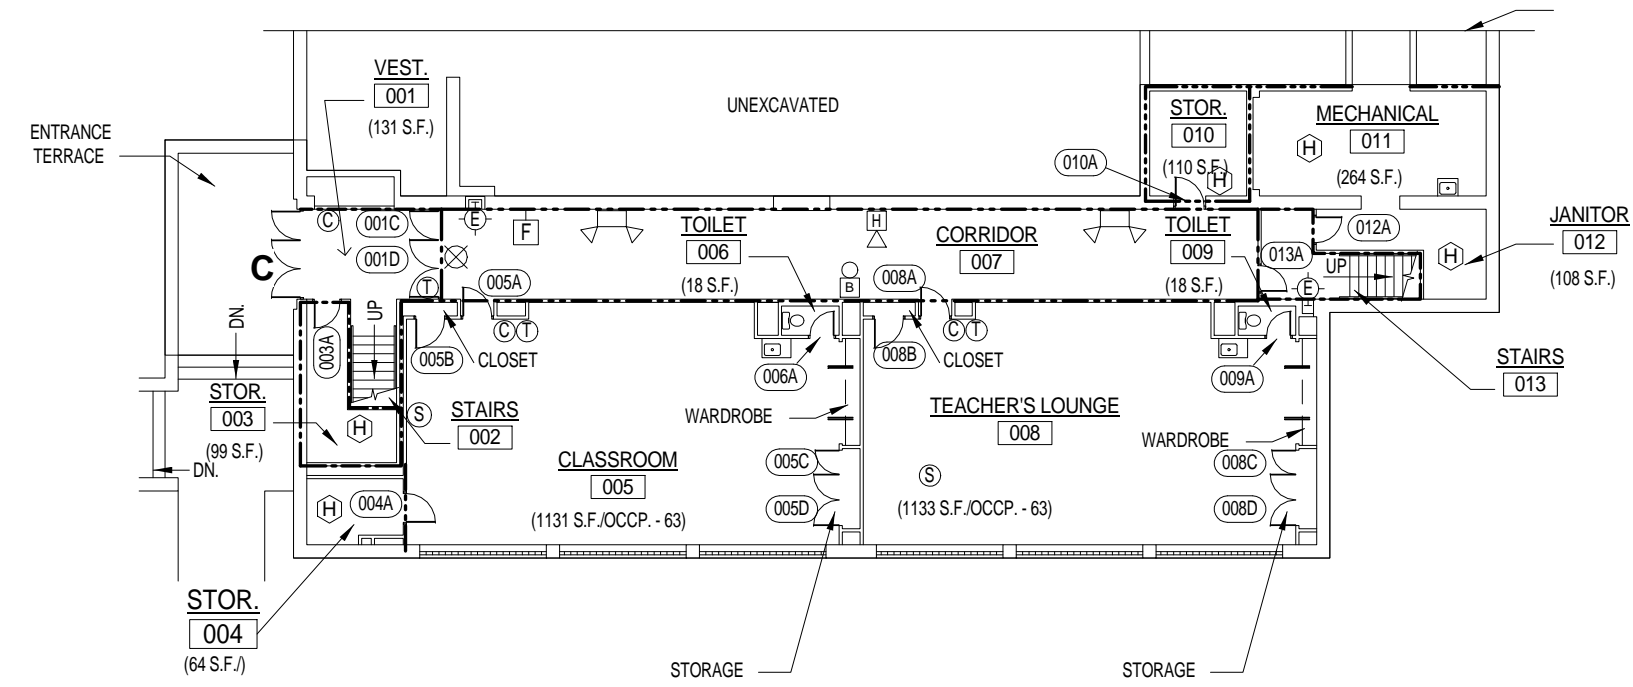 VEST.
001
(131 S.F.)
ENTRANCE
TERRACE
UNEXCAVATED
STOR.
010
(110 S.F.)
H
010A
MECHANICAL
011
(264 S.F.)
H
JANITOR
012
(108 S.F.)
H
012A
C
C
001C
001D
T
T
E
F
TOILET
006
(18 S.F.)
H
B
CORRIDOR
007
TOILET
009
(18 S.F.)
013A
UP
E
STAIRS
013
005A
008A
DN.
003A
UP
005B
CLOSET
C T
006A
008B
CLOSET
C T
009A
STOR.
003
(99 S.F.)
H
DN.
S
STAIRS
002
WARDROBE
TEACHER'S LOUNGE
008
WARDROBE
CLASSROOM
005
(1131 S.F./OCCP. - 63)
005C
005D
S
(1133 S.F./OCCP. - 63)
008C
008D
H
004A
STOR.
004
(64 S.F./)
STORAGE
STORAGE